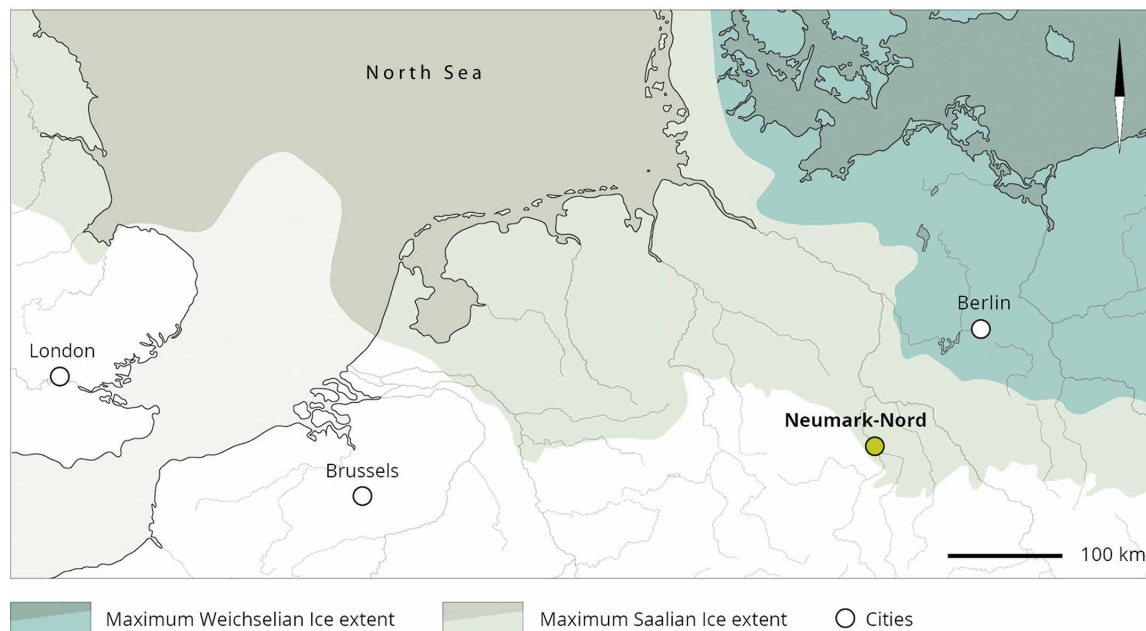 North Sea
Berlin
London
Neumark-Nord
Brussels
100 km
Maximum Weichselian Ice extent
Maximum Saalian Ice extent
Cities